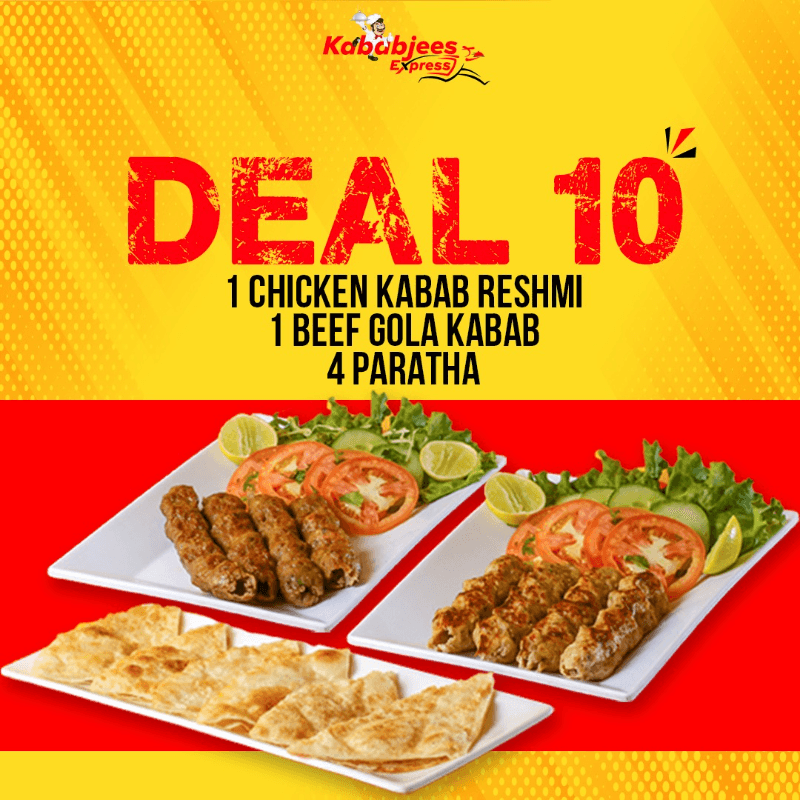 Kababjees
Express
DEAL 10
1 CHICKEN KABAB RESHMI
1 BEEF GOLA KABAB
4 PARATHA